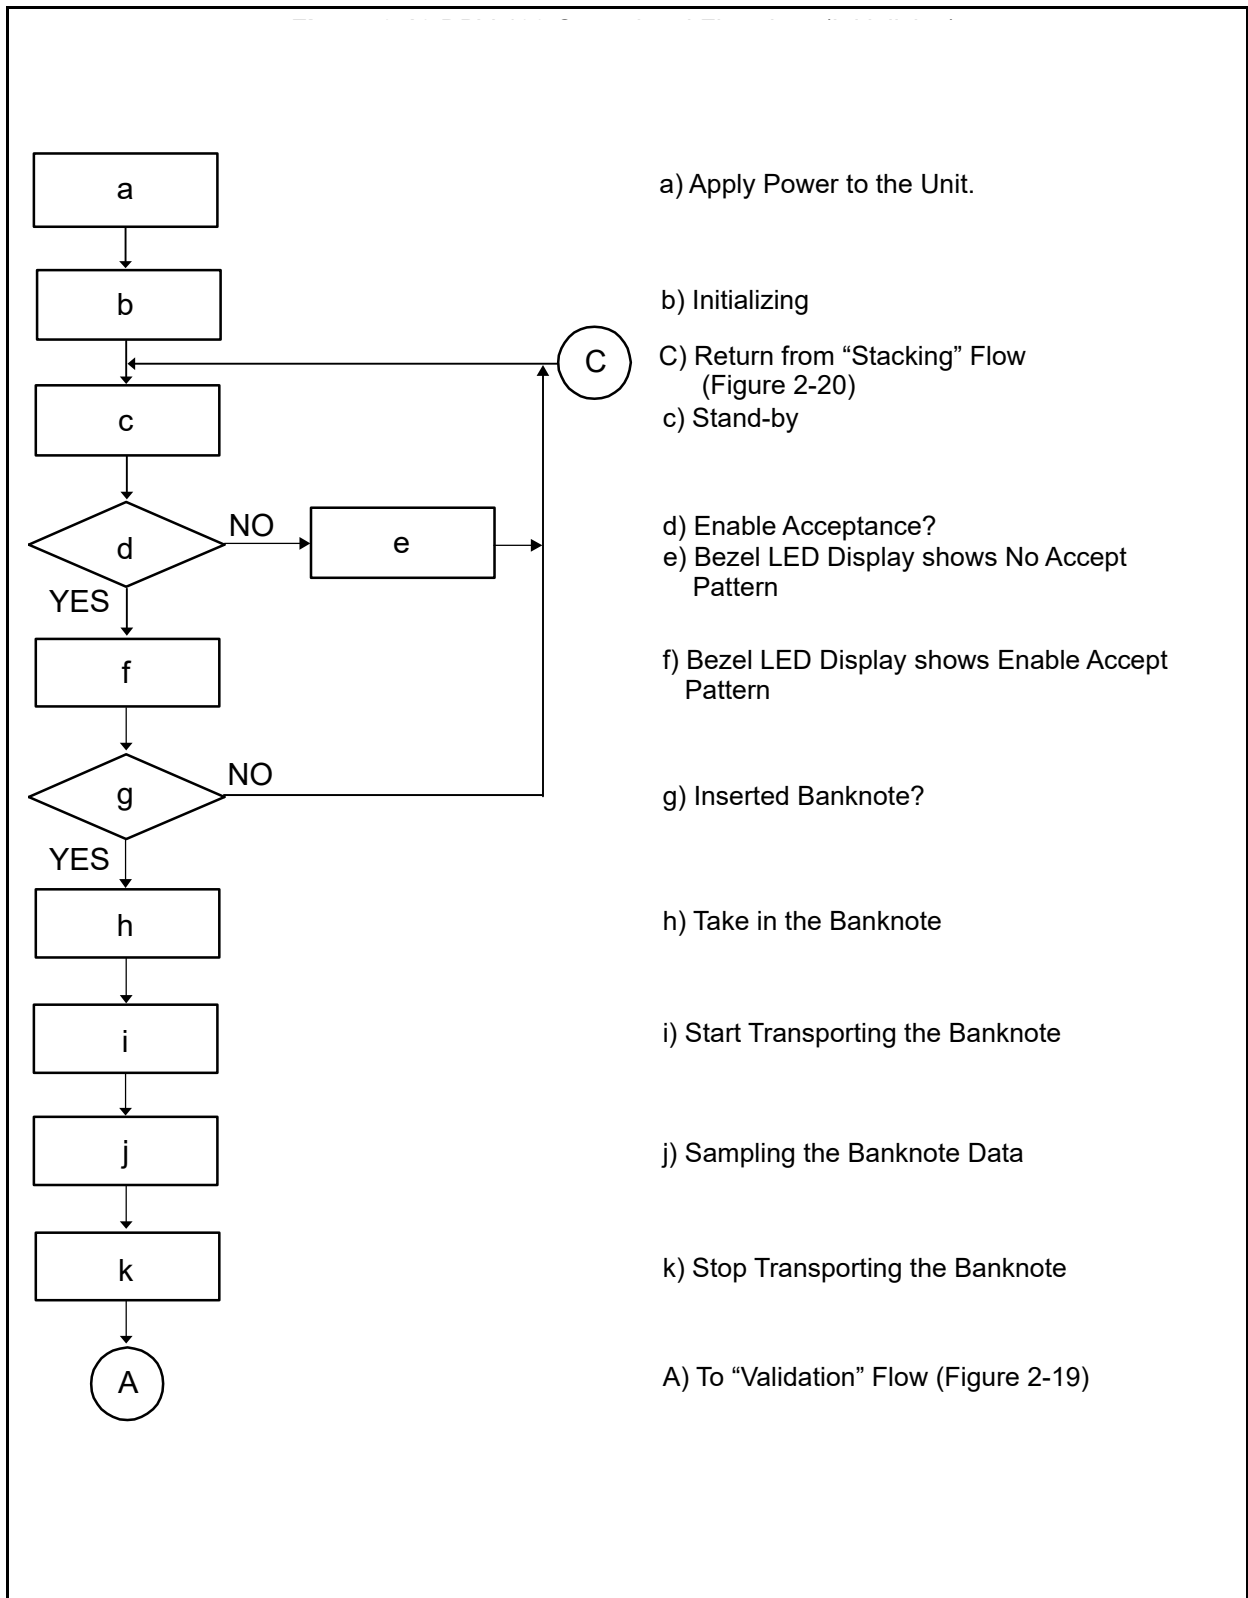 a
a) Apply Power to the Unit.
b
b) Initializing
C
C) Return from “Stacking” Flow
(Figure 2-20)
c
c) Stand-by
NO
d
e
d) Enable Acceptance?
e) Bezel LED Display shows No Accept
Pattern
YES
f
f) Bezel LED Display shows Enable Accept
Pattern
NO
g
g) Inserted Banknote?
YES
h
h) Take in the Banknote
i
i) Start Transporting the Banknote
j
j) Sampling the Banknote Data
k
k) Stop Transporting the Banknote
A
A) To “Validation” Flow (Figure 2-19)